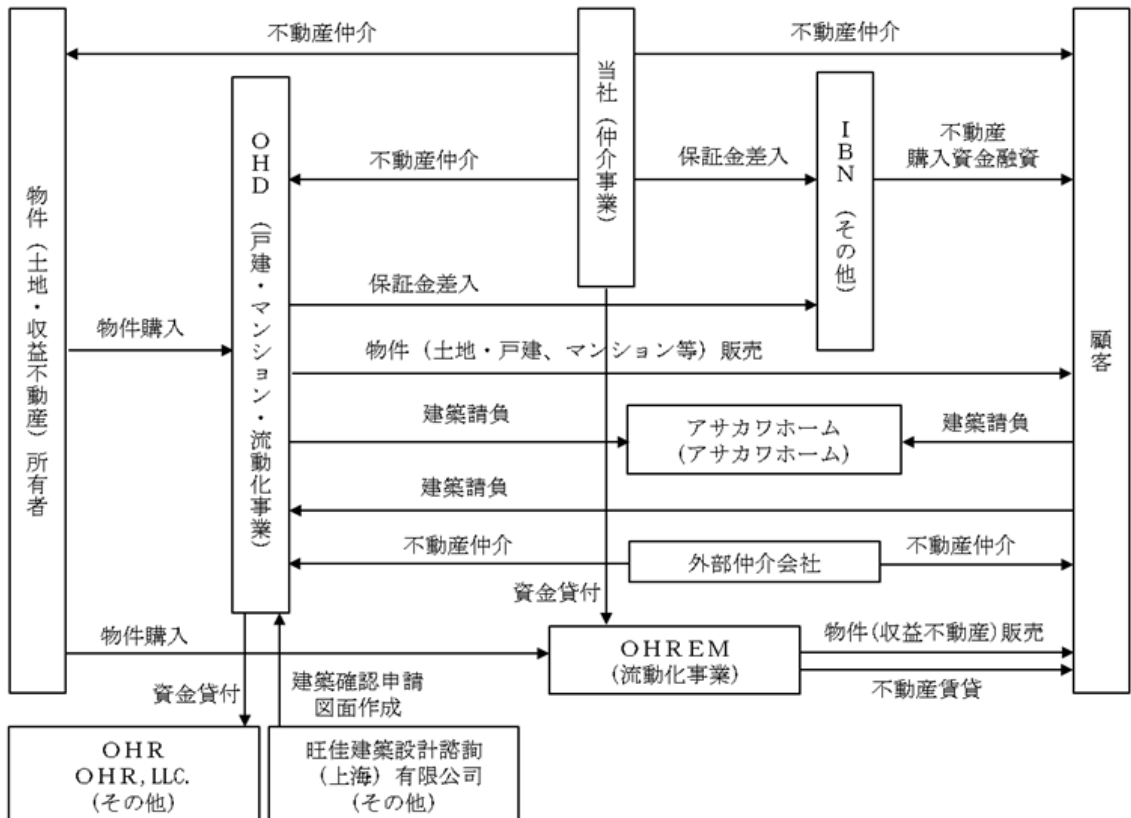 不動産仲介
不動産仲介
当社（仲介事業）
OHD（戸建・マンション・流動化事業）
IBN（その他）
不動産
購入資金融資
不動産仲介
保証金差入
物件（土地・収益不動産）所有者
顧客
保証金差入
物件購入
物件（土地・戸建、マンション等）販売
建築請負
アサカワホーム
(アサカワホーム)
建築請負
建築請負
不動産仲介
外部仲介会社
不動産仲介
資金貸付
物件購入
OHREM
(流動化事業)
物件(収益不動産)販売
不動産賃貸
資金貸付
建築確認申請
図面作成
OHR
OHR, LLC.
(その他)
旺佳建築設計諮詢
（上海）有限公司
(その他)